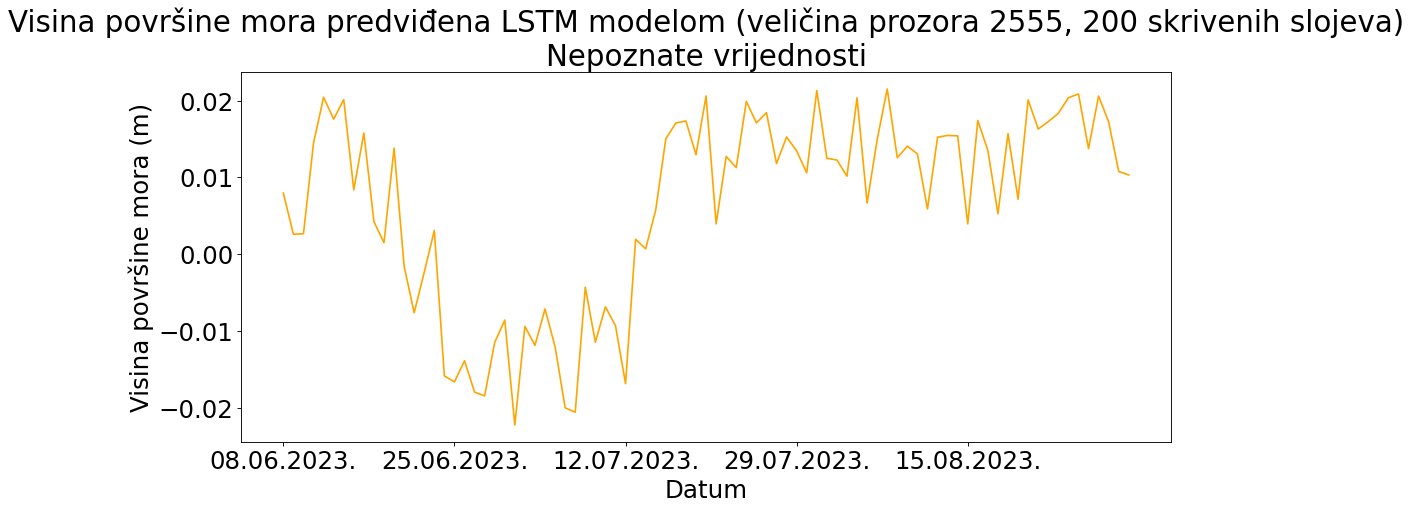 Visina površine mora predviđena LSTM modelom (veličina prozora 2555, 200 skrivenih slojeva)
Nepoznate vrijednosti
Visina površine mora (m)
0.02
0.01
0.00
−0.01
−0.02
08.06.2023. 25.06.2023. 12.07.2023. 29.07.2023. 15.08.2023.
Datum